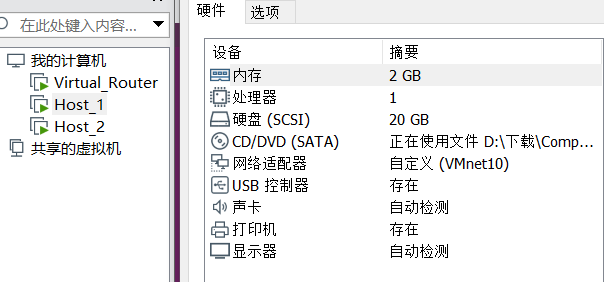 硬件 选项
在此处键入内容...
我的计算机
Virtual_Router
Host_1
Host_2
共享的虚拟机
设备 摘要
内存 2 GB
处理器 1
硬盘 (SCSI) 20 GB
CD/DVD (SATA) 正在使用文件 D:\下载\Comp...
网络适配器 自定义 (VMnet10)
USB 控制器 存在
声卡 自动检测
打印机 存在
显示器 自动检测